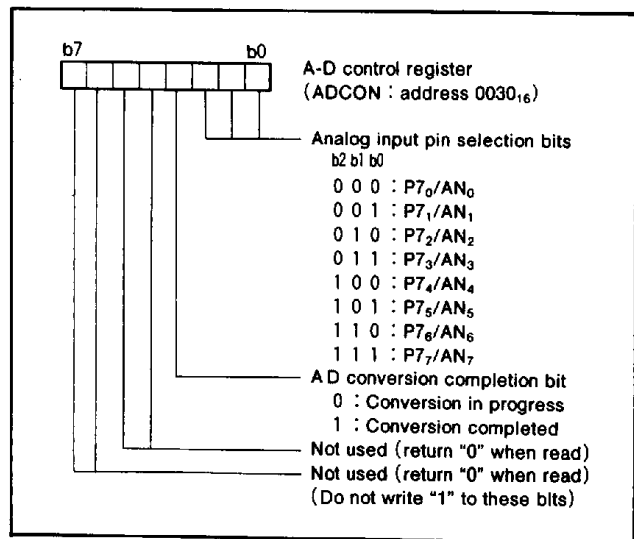 b7 b0
A-D control register
(ADCON : address 0030₁₆)
Analog input pin selection bits
b2 b1 b0
0 0 0 : P7₀/AN₀
0 0 1 : P7₁/AN₁
0 1 0 : P7₂/AN₂
0 1 1 : P7₃/AN₃
1 0 0 : P7₄/AN₄
1 0 1 : P7₅/AN₅
1 1 0 : P7₆/AN₆
1 1 1 : P7₇/AN₇
AD conversion completion bit
0 : Conversion in progress
1 : Conversion completed
Not used (return “0” when read)
Not used (return “0” when read)
(Do not write “1” to these bits)